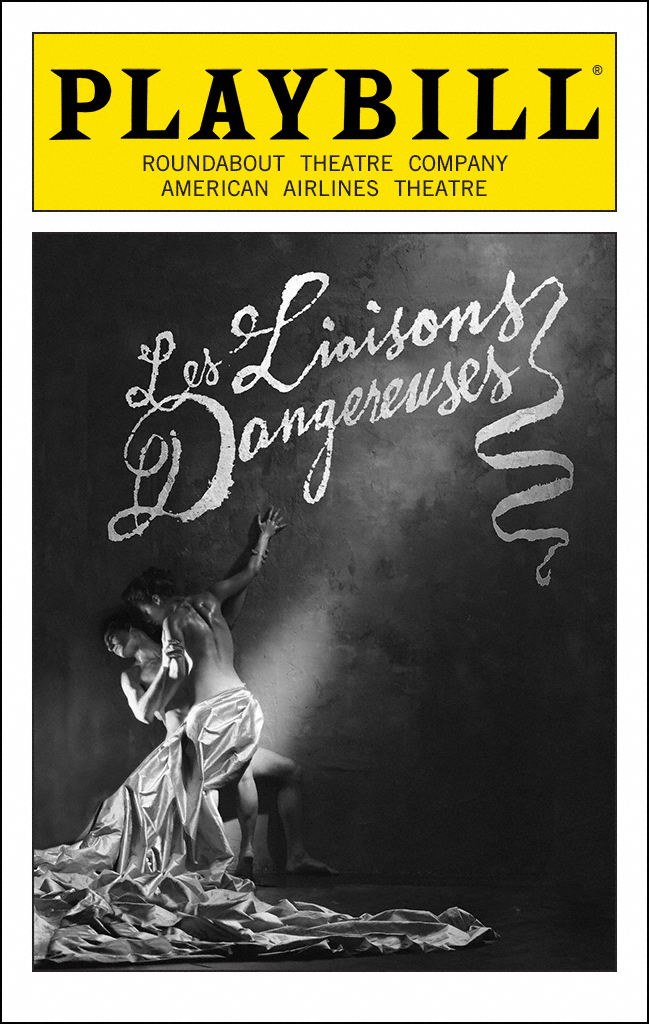 PLAYBILL®
ROUNDABOUT THEATRE COMPANY
AMERICAN AIRLINES THEATRE
Les Liaisons
Dangereuses